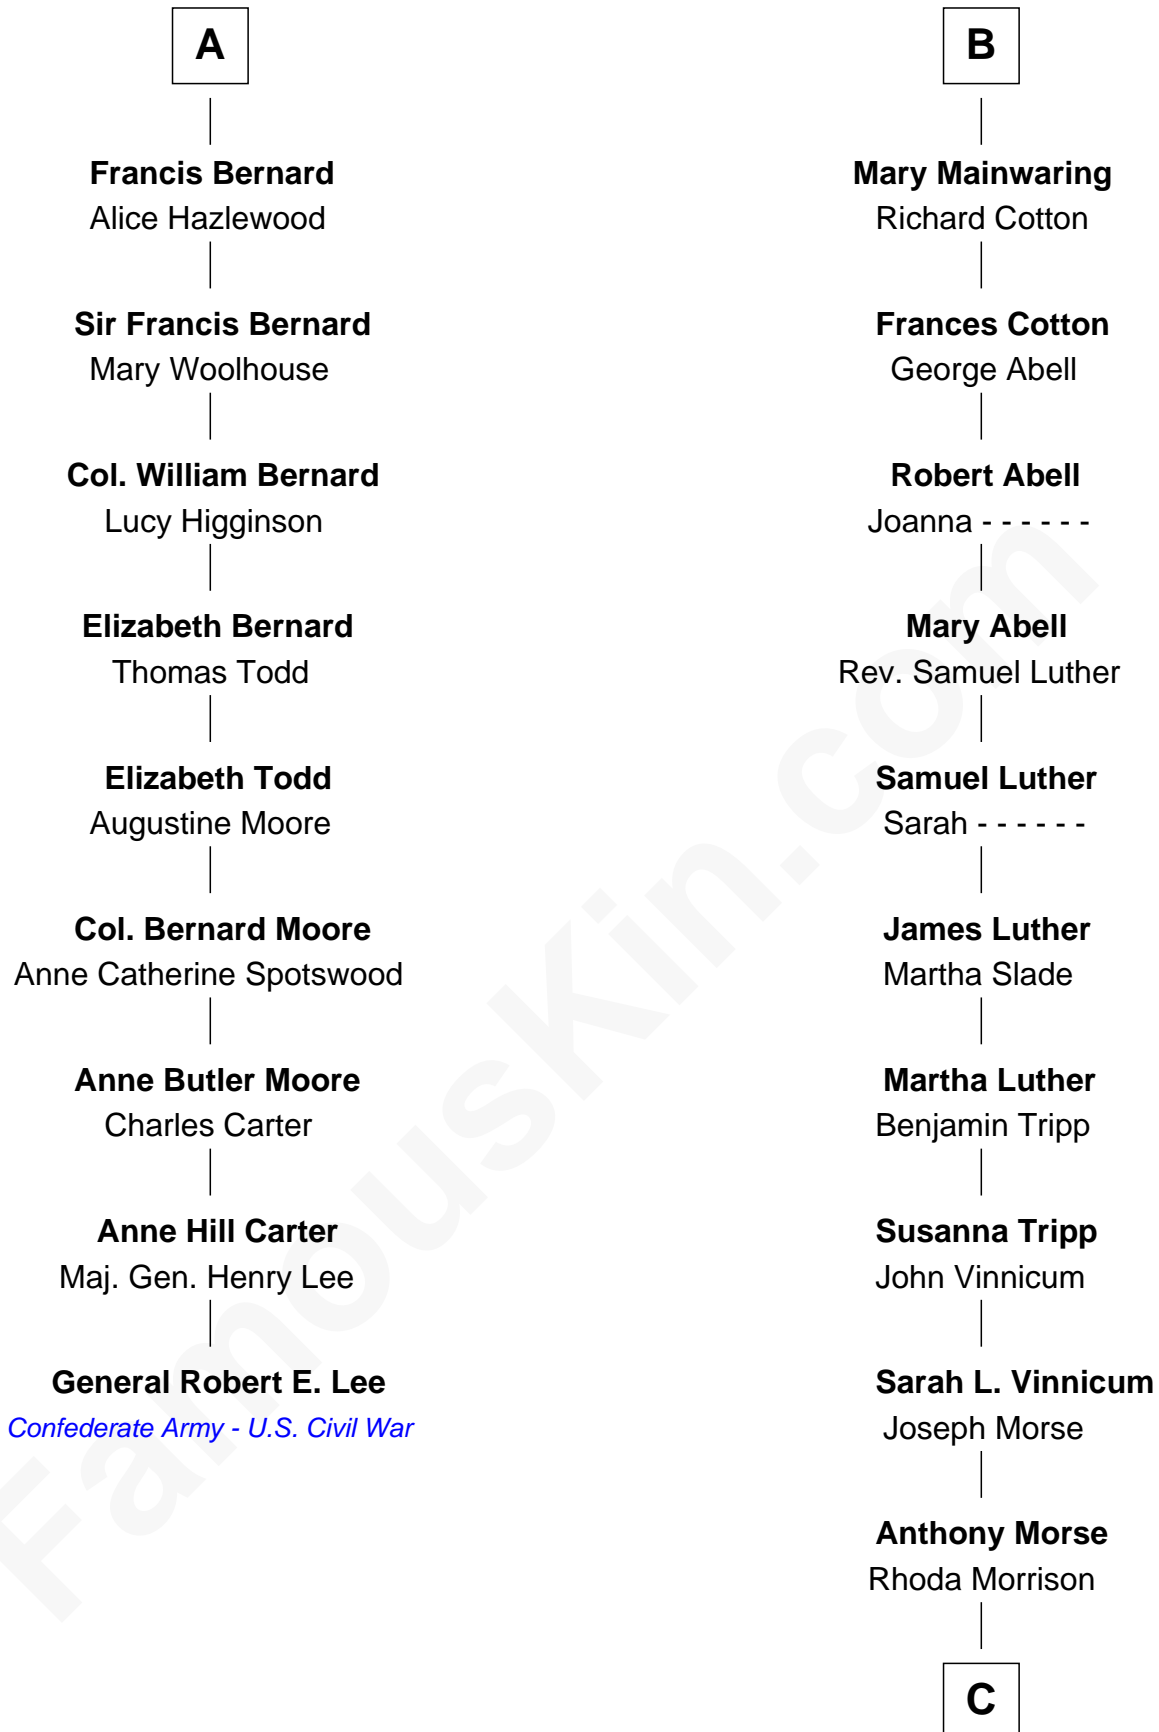 A
Francis Bernard
Alice Hazlewood
Sir Francis Bernard
Mary Woolhouse
Col. William Bernard
Lucy Higginson
Elizabeth Bernard
Thomas Todd
Elizabeth Todd
Augustine Moore
Col. Bernard Moore
Anne Catherine Spotswood
Anne Butler Moore
Charles Carter
Anne Hill Carter
Maj. Gen. Henry Lee
General Robert E. Lee
Confederate Army - U.S. Civil War
B
Mary Mainwaring
Richard Cotton
Frances Cotton
George Abell
Robert Abell
Joanna - - - - - -
Mary Abell
Rev. Samuel Luther
Samuel Luther
Sarah - - - - - -
James Luther
Martha Slade
Martha Luther
Benjamin Tripp
Susanna Tripp
John Vinnicum
Sarah L. Vinnicum
Joseph Morse
Anthony Morse
Rhoda Morrison
C
FamousKin.com